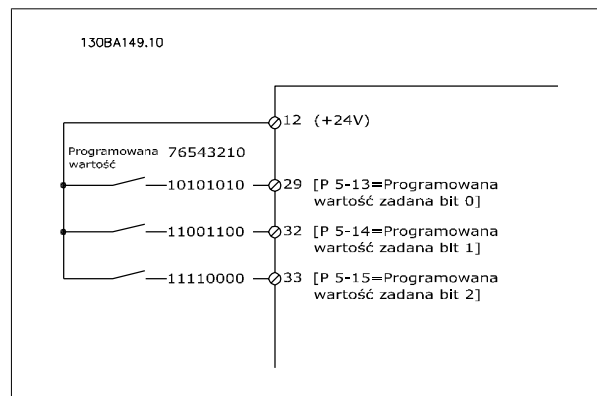 130BA149.10
12 (+24V)
Programowana 76543210
wartość
10101010 29 [P 5-13=Programowana
wartość zadana bit 0]
11001100 32 [P 5-14=Programowana
wartość zadana bit 1]
11110000 33 [P 5-15=Programowana
wartość zadana bit 2]